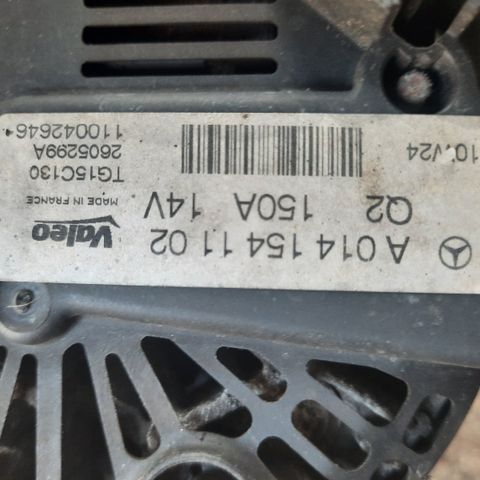 A 014 154 11 02
Valeo
Q2 150A 14V
MADE IN FRANCE
TG15C130
2605299A
10.V24
110042646